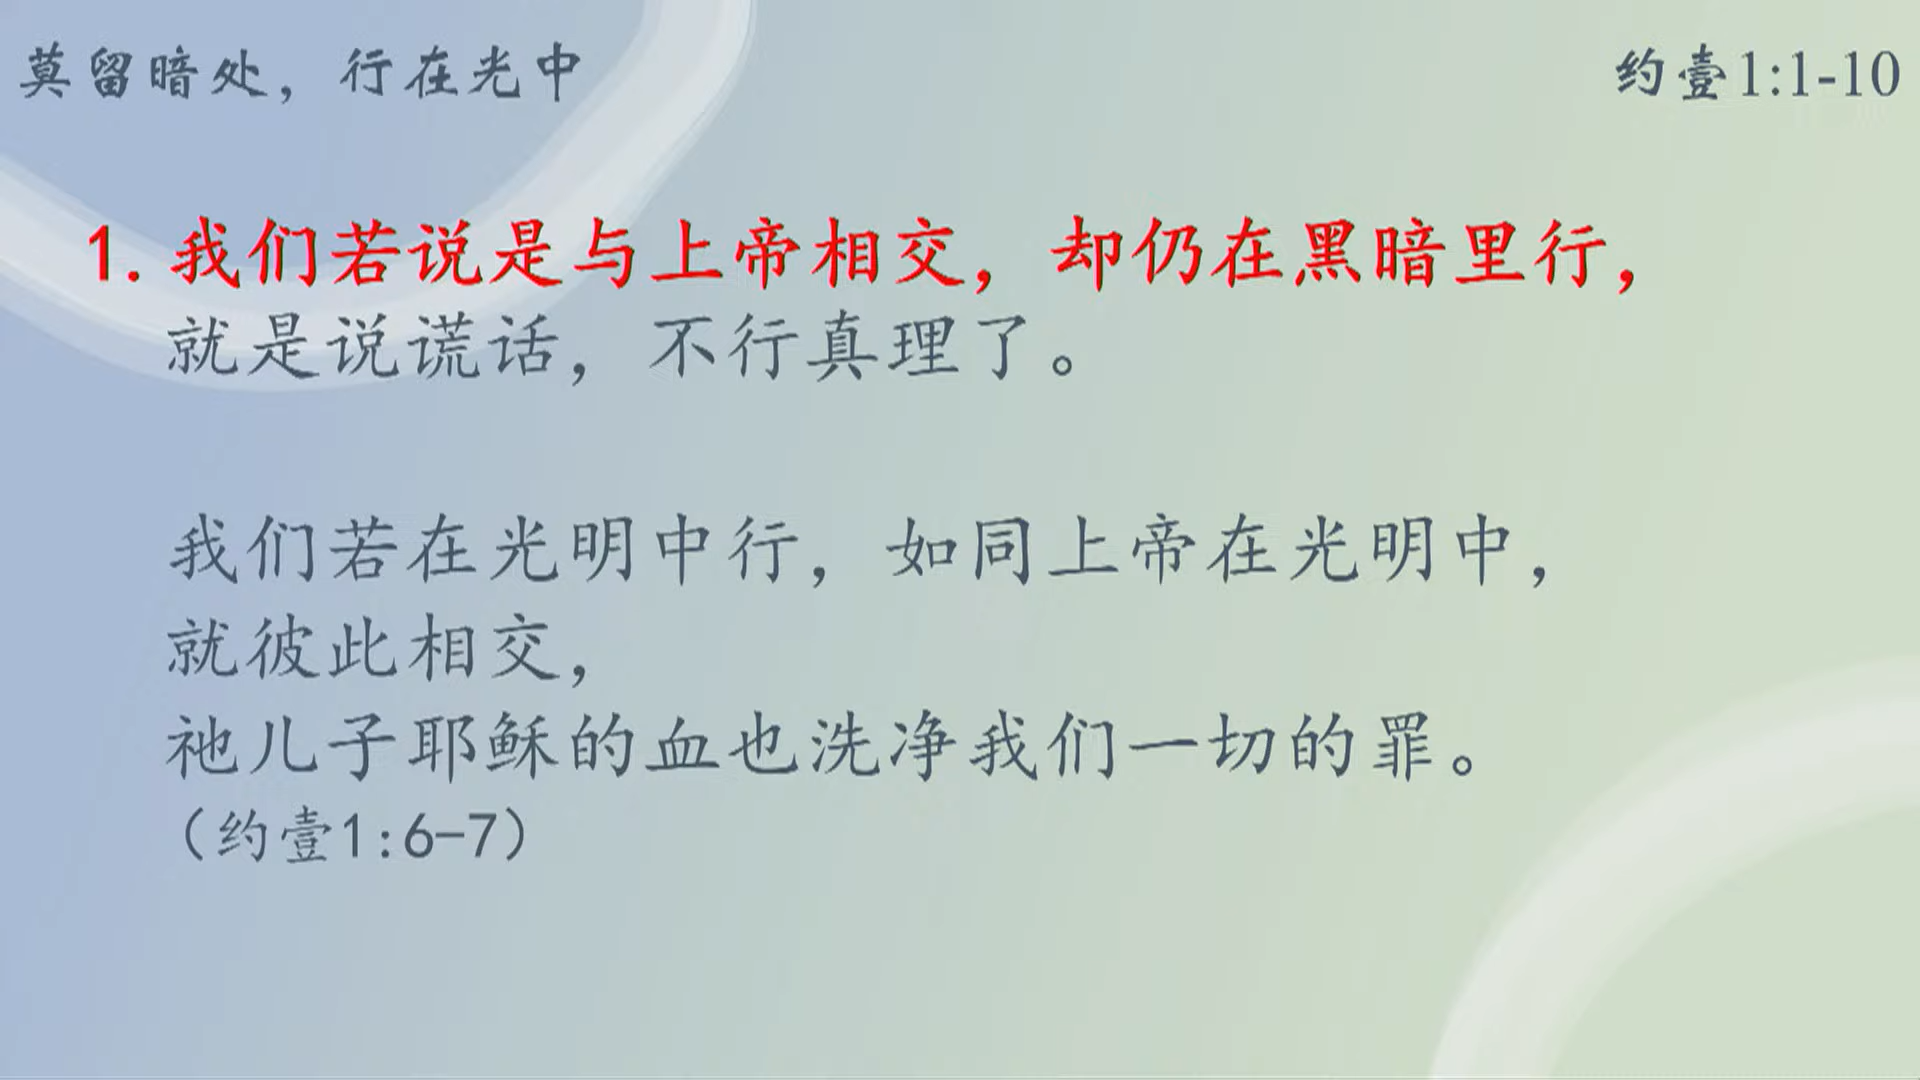 莫留暗处，行在光中
约壹1:1-10
1.我们若说是与上帝相交，却仍在黑暗里行，
就是说谎话，不行真理了。
我们若在光明中行，如同上帝在光明中，
就彼此相交，
祂儿子耶稣的血也洗净我们一切的罪。
（约壹1:6-7）